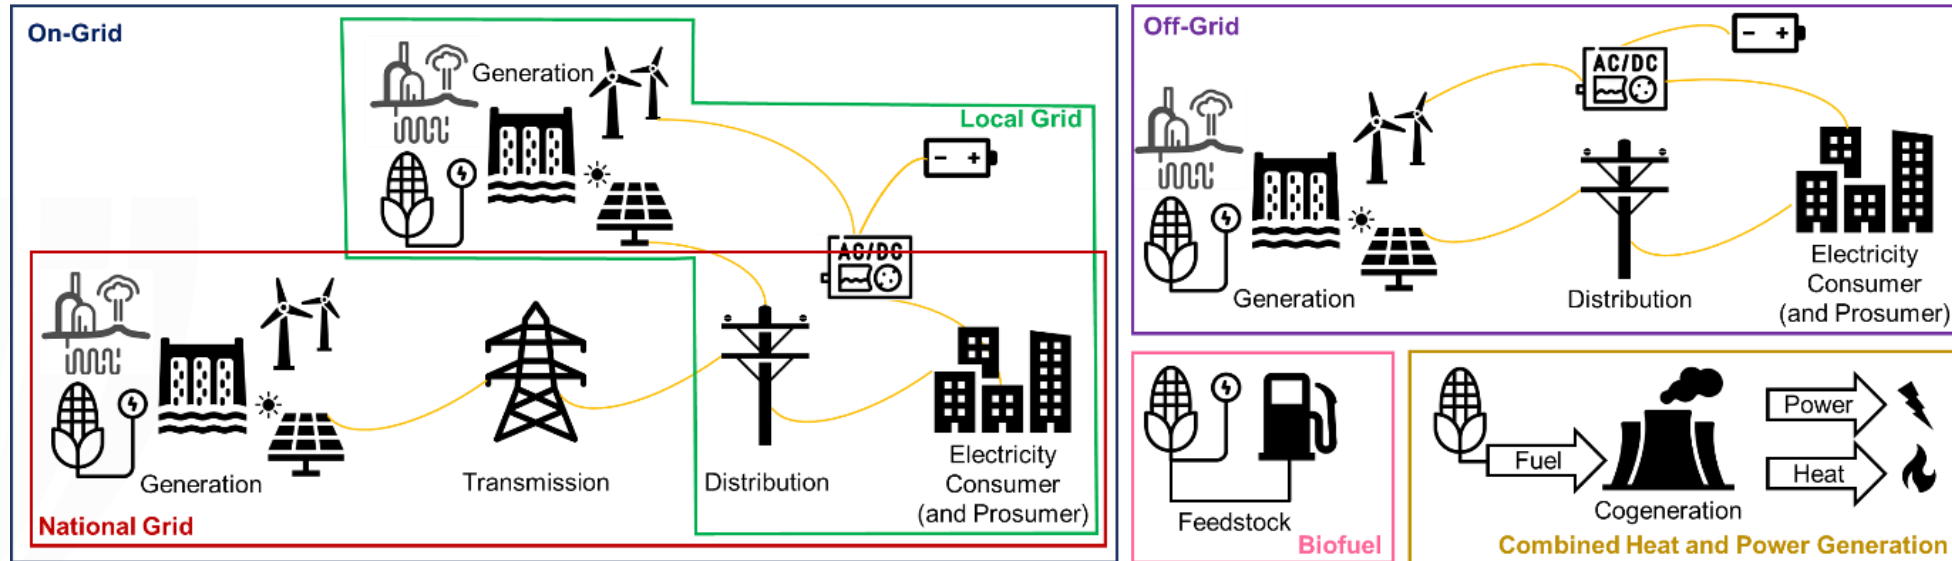 On-Grid
Generation
Local Grid
- +
AC/DC
Generation
Transmission
Distribution
Electricity
Consumer
(and Prosumer)
National Grid
Off-Grid
- +
AC/DC
Generation
Distribution
Electricity
Consumer
(and Prosumer)
Feedstock
Biofuel
Fuel
Cogeneration
Power
Heat
Combined Heat and Power Generation